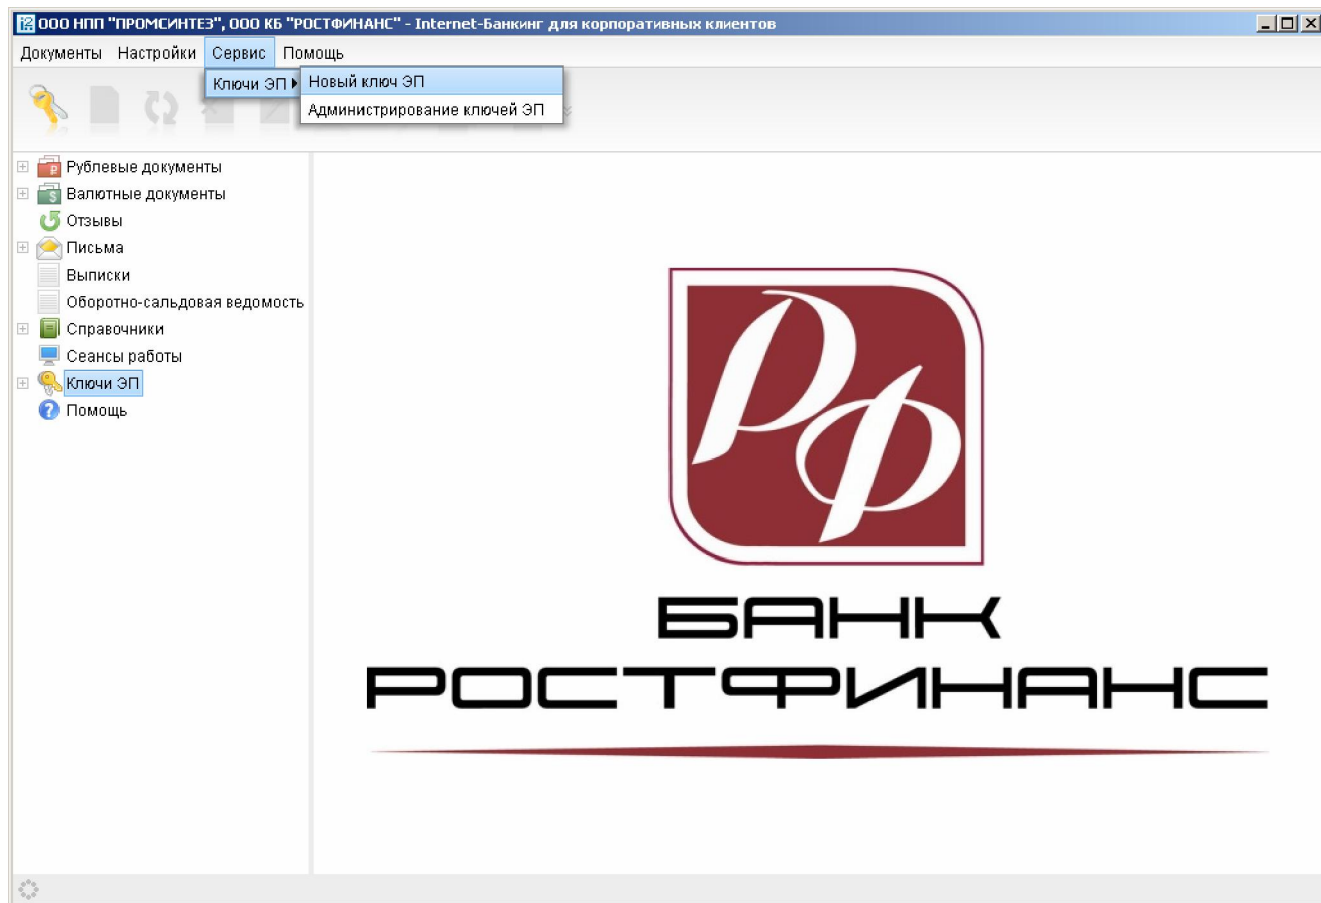 ООО НПП "ПРОМСИНТЕЗ", ООО КБ "РОСТФИНАНС" - Internet-Банкинг для корпоративных клиентов
Документы Настройки Сервис Помощь
Ключи ЭП Новый ключ ЭП
Администрирование ключей ЭП
Рублевые документы
Валютные документы
Отзывы
Письма
Выписки
Оборотно-сальдовая ведомость
Справочники
Сеансы работы
Ключи ЭП
Помощь
РФ
БАНК
РОСТФИНАНС